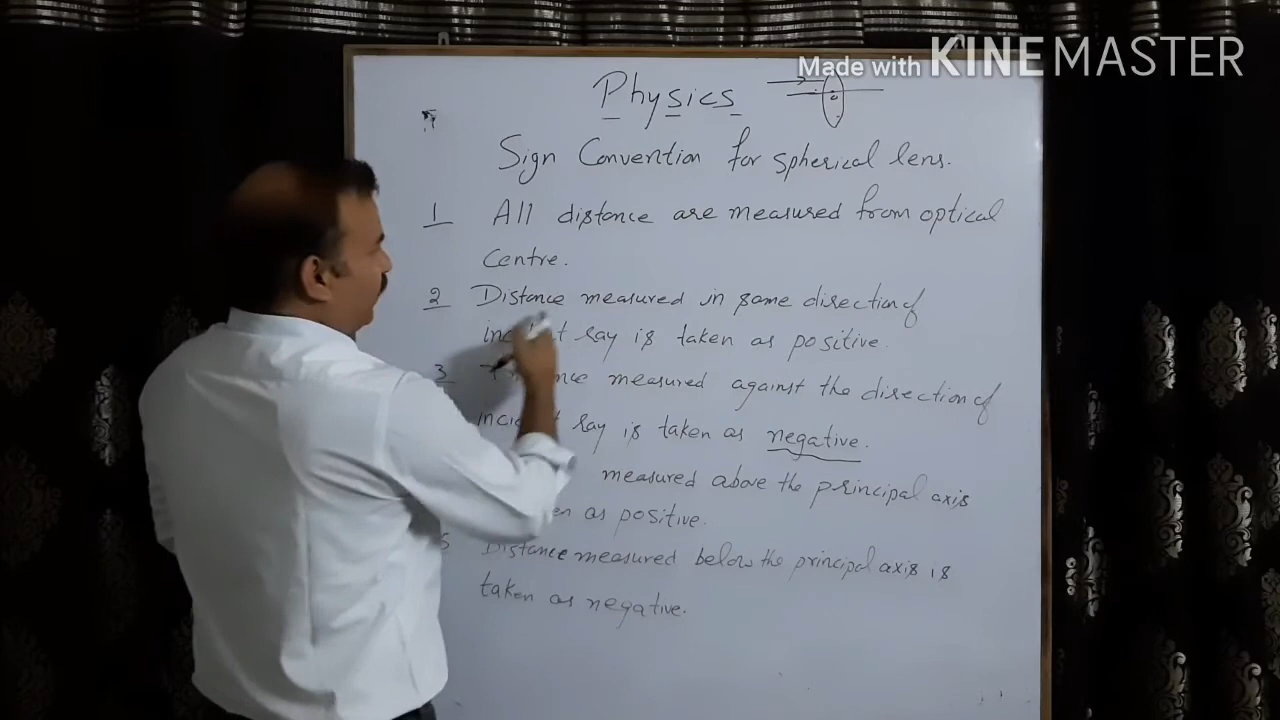 Made with KINEMASTER
Physics
Sign Convention for spherical lens.
1 All distance are measured from optical
Centre.
2 Distance measured in same direction of
ray is taken as positive.
3 measured against the direction of
ray is taken as negative.
measured above the principal axis
as positive.
5 Distance measured below the principal axis is
taken as negative.